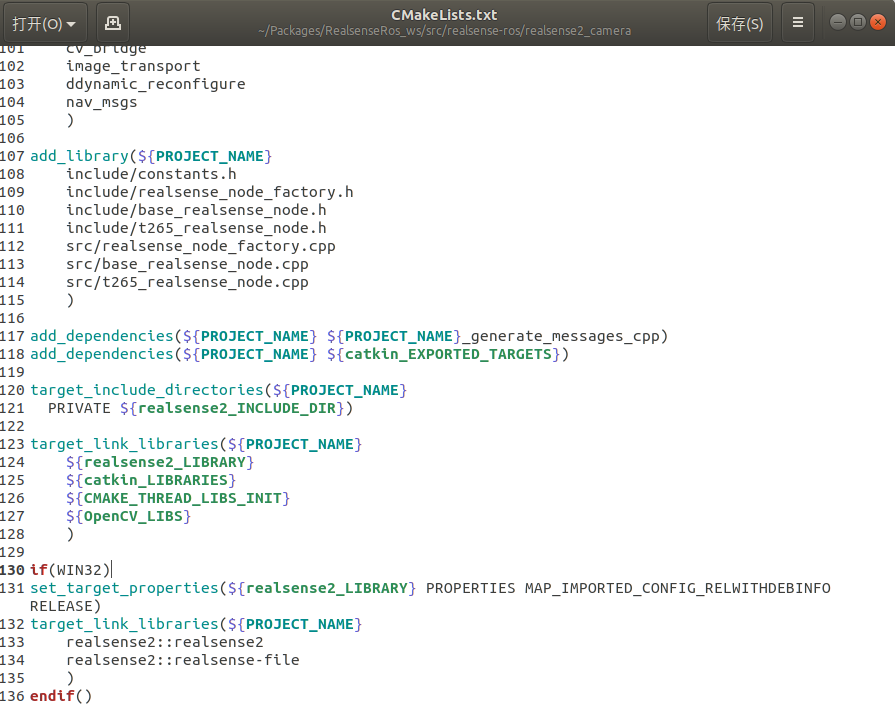 打开(O)
CMakeLists.txt
~/Packages/RealsenseRos_ws/src/realsense-ros/realsense2_camera
保存(S)
101     cv_bridge
102     image_transport
103     ddynamic_reconfigure
104     nav_msgs
105     )
106
107 add_library(${PROJECT_NAME}
108     include/constants.h
109     include/realsense_node_factory.h
110     include/base_realsense_node.h
111     include/t265_realsense_node.h
112     src/realsense_node_factory.cpp
113     src/base_realsense_node.cpp
114     src/t265_realsense_node.cpp
115     )
116
117 add_dependencies(${PROJECT_NAME} ${PROJECT_NAME}_generate_messages_cpp)
118 add_dependencies(${PROJECT_NAME} ${catkin_EXPORTED_TARGETS})
119
120 target_include_directories(${PROJECT_NAME}
121   PRIVATE ${realsense2_INCLUDE_DIR})
122
123 target_link_libraries(${PROJECT_NAME}
124     ${realsense2_LIBRARY}
125     ${catkin_LIBRARIES}
126     ${CMAKE_THREAD_LIBS_INIT}
127     ${OpenCV_LIBS}
128     )
129
130 if(WIN32)
131 set_target_properties(${realsense2_LIBRARY} PROPERTIES MAP_IMPORTED_CONFIG_RELWITHDEBINFO
RELEASE)
132 target_link_libraries(${PROJECT_NAME}
133     realsense2::realsense2
134     realsense2::realsense-file
135     )
136 endif()